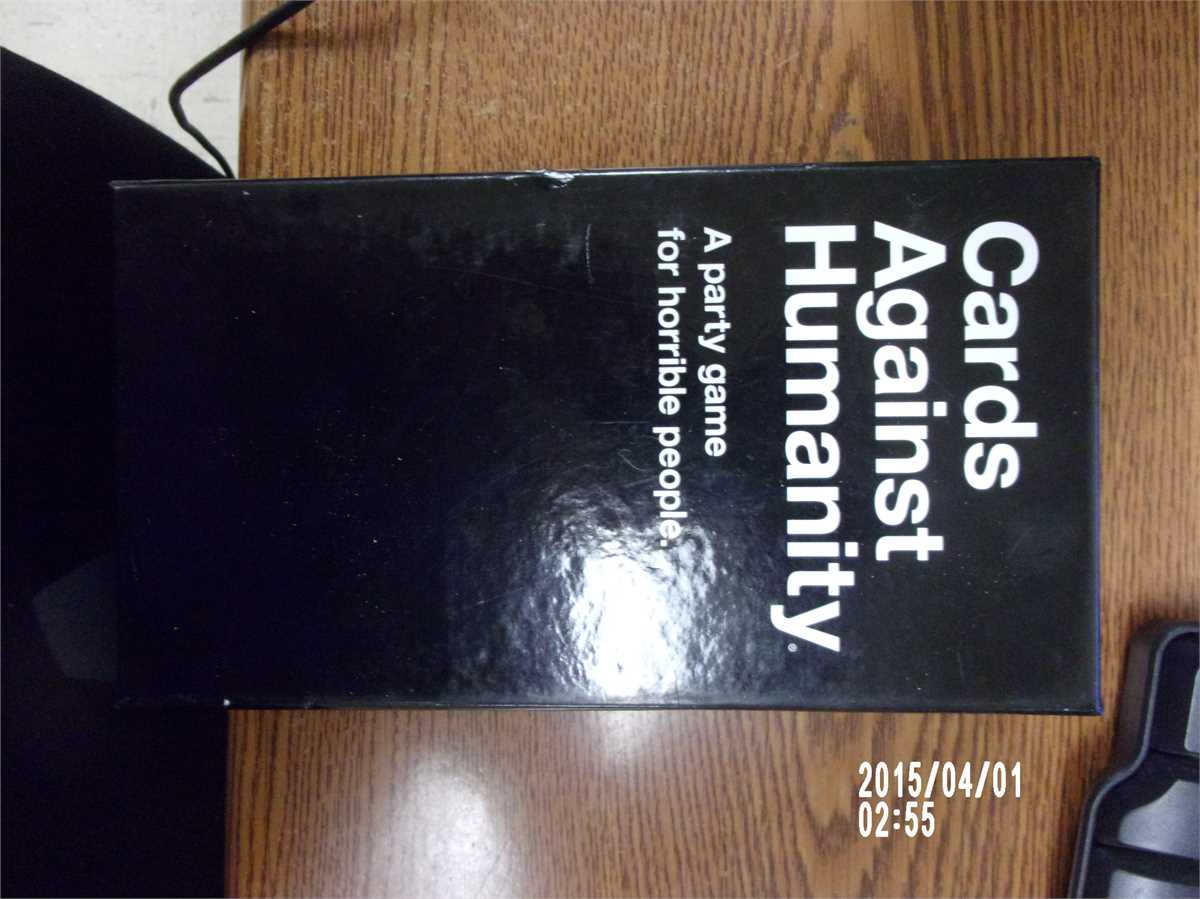 Cards
Against
Humanity®
A party game
for horrible people.
2015/04/01
02:55